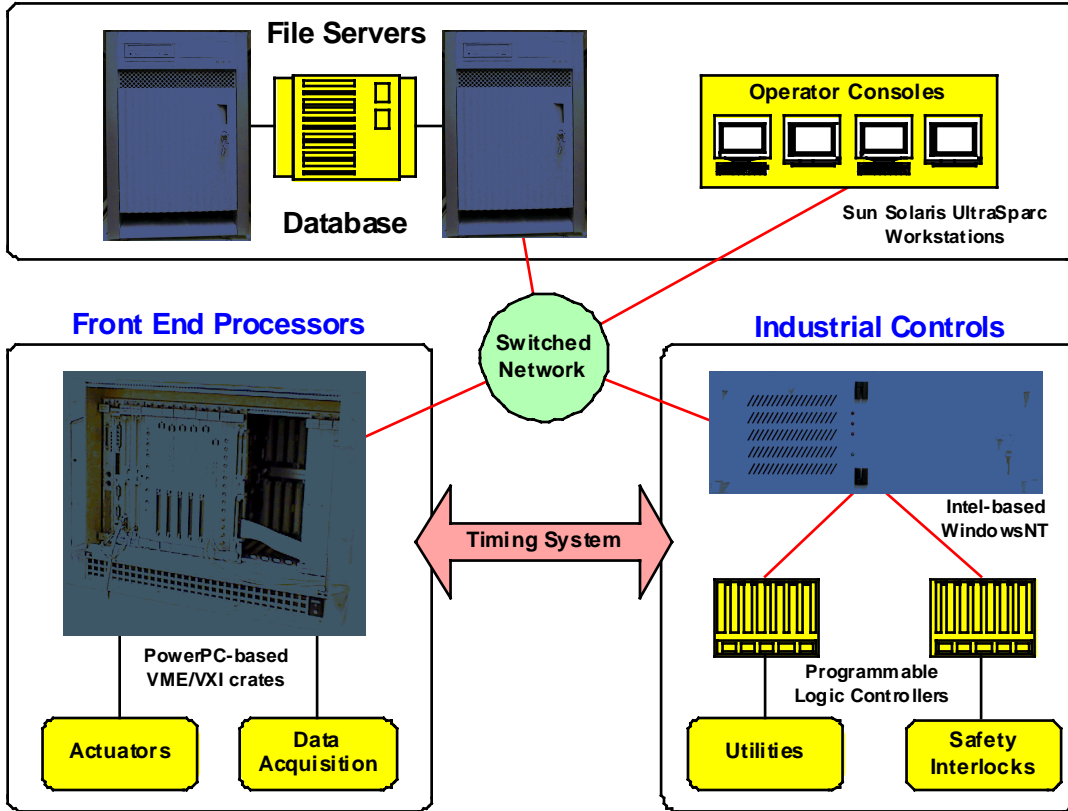 File Servers
Database
Operator Consoles
Sun Solaris UltraSparc
Workstations
Switched
Network
Front End Processors
Industrial Controls
Timing System
Intel-based
WindowsNT
PowerPC-based
VME/VXI crates
Programmable
Logic Controllers
Actuators
Data
Acquisition
Utilities
Safety
Interlocks